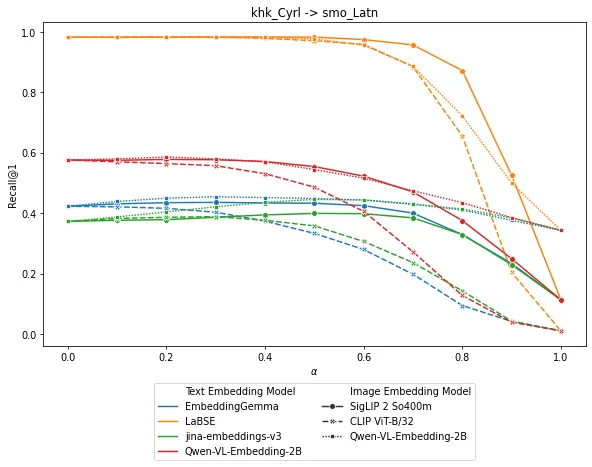 khk_Cyrl -> smo_Latn
1.0
0.8
0.6
0.4
0.2
0.0
Recall@1
0.0 0.2 0.4 0.6 0.8 1.0
α
Text Embedding Model
EmbeddingGemma
LaBSE
jina-embeddings-v3
Qwen-VL-Embedding-2B
Image Embedding Model
SigLIP 2 So400m
CLIP ViT-B/32
Qwen-VL-Embedding-2B